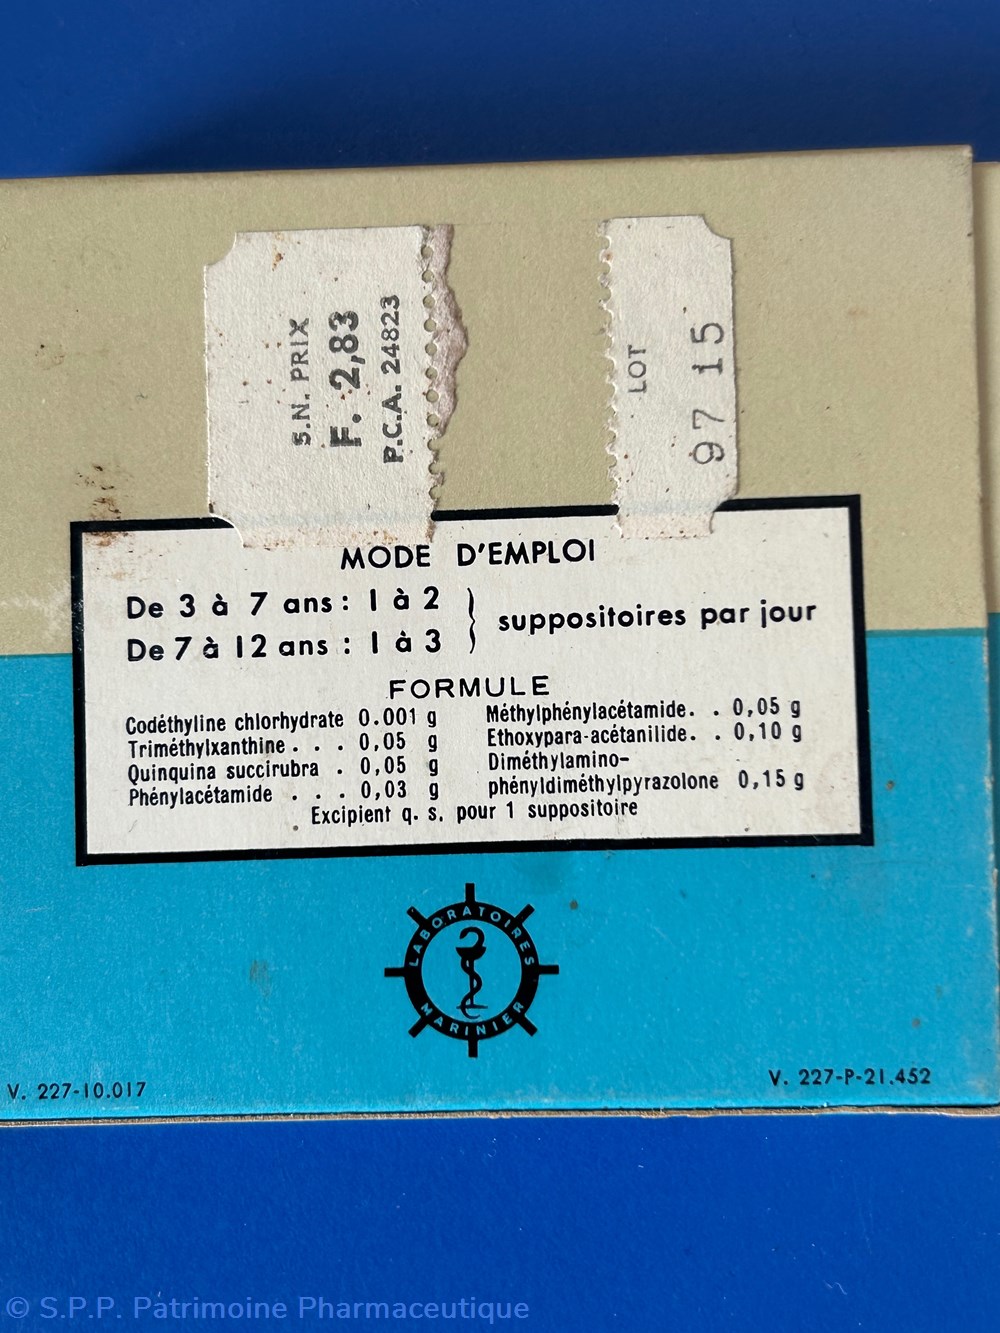 S.N. PRIX
F. 2,83
P.C.A. 24823
LOT
97 15
MODE D'EMPLOI
De 3 à 7 ans : 1 à 2
De 7 à 12 ans : 1 à 3
suppositoires par jour
FORMULE
Codéthyline chlorhydrate 0.001 g
Triméthylxanthine . . . 0,05 g
Quinquina succirubra . 0,05 g
Phénylacétamide . . . 0,03 g
Méthylphénylacétamide. . 0,05 g
Ethoxypara-acétanilide. . 0,10 g
Diméthylamino-
phényldiméthylpyrazolone 0,15 g
Excipient q. s. pour 1 suppositoire
LABORATOIRES
MARINIER
V. 227-10.017
V. 227-P-21.452
© S.P.P. Patrimoine Pharmaceutique